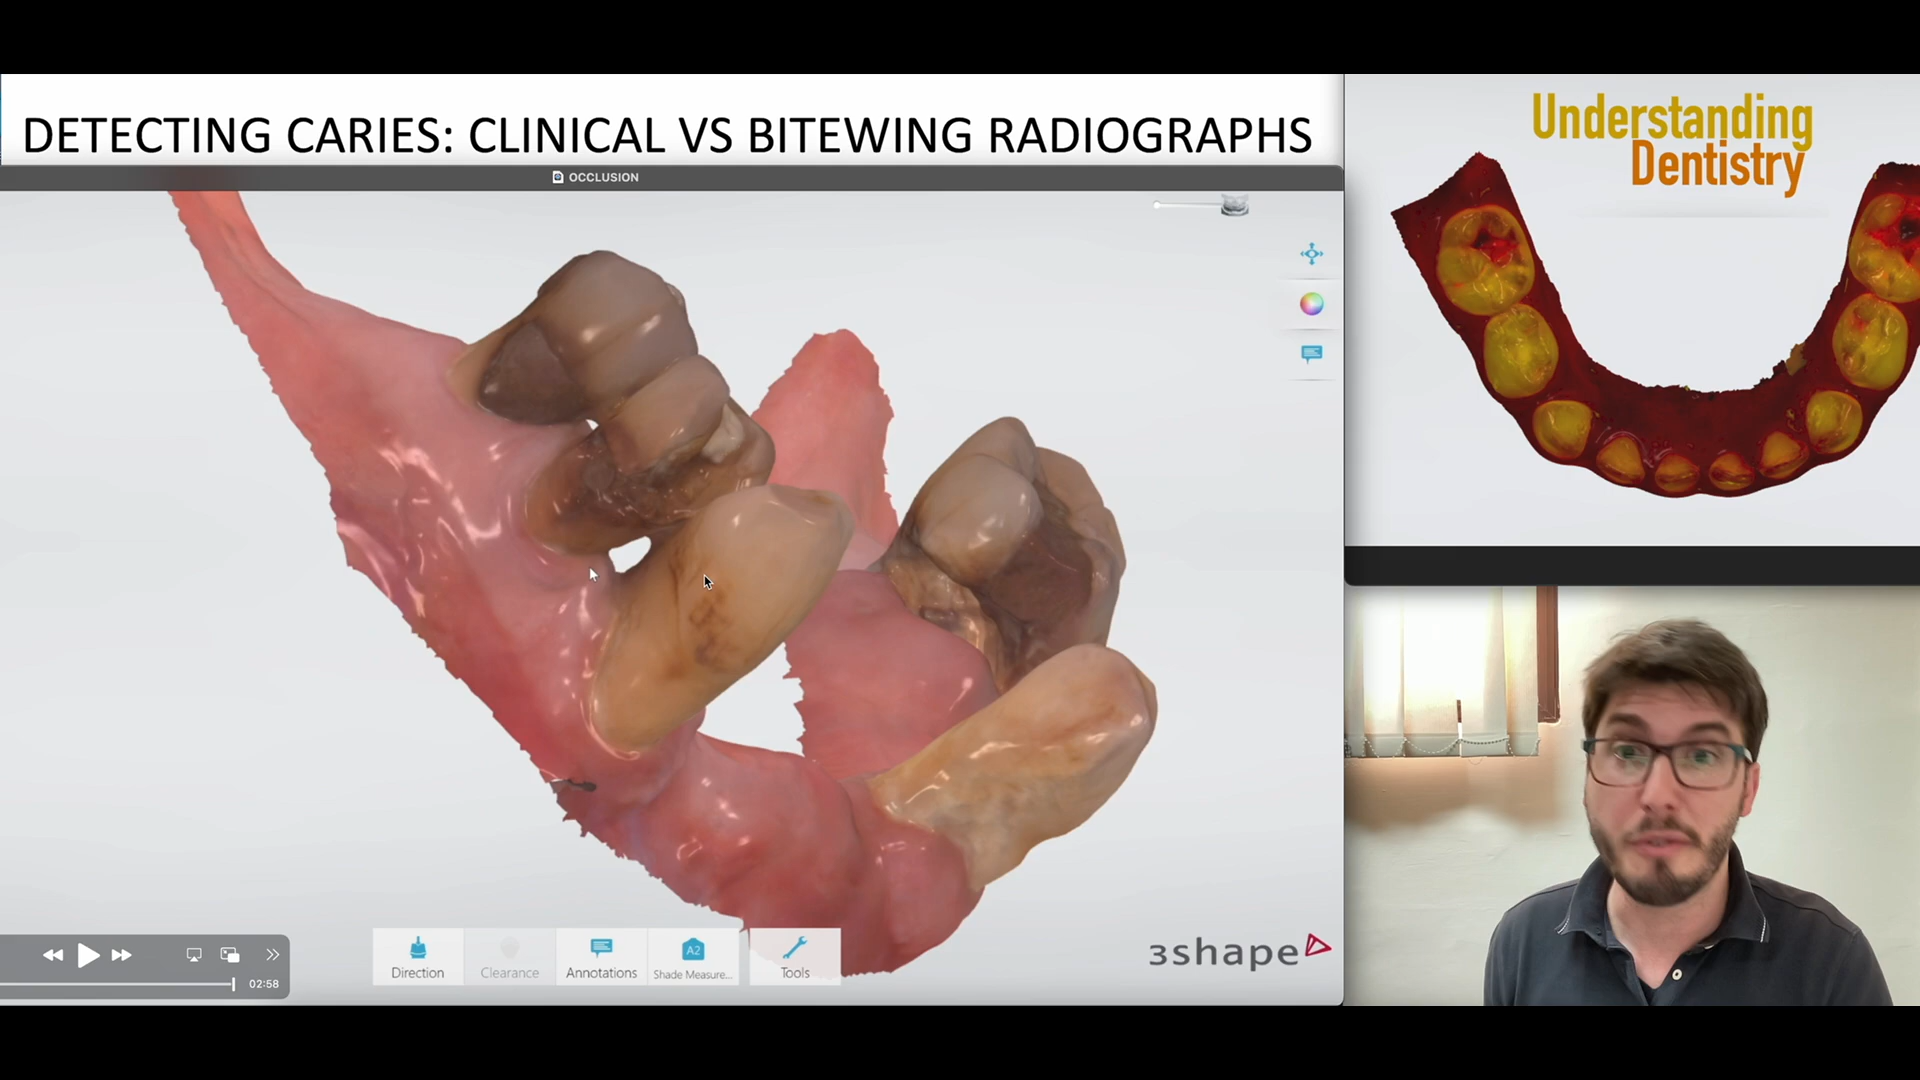 DETECTING CARIES: CLINICAL VS BITEWING RADIOGRAPHS
OCCLUSION
Understanding
Dentistry
02:58
Direction
Clearance
Annotations
A2
Shade Measure...
Tools
3shape